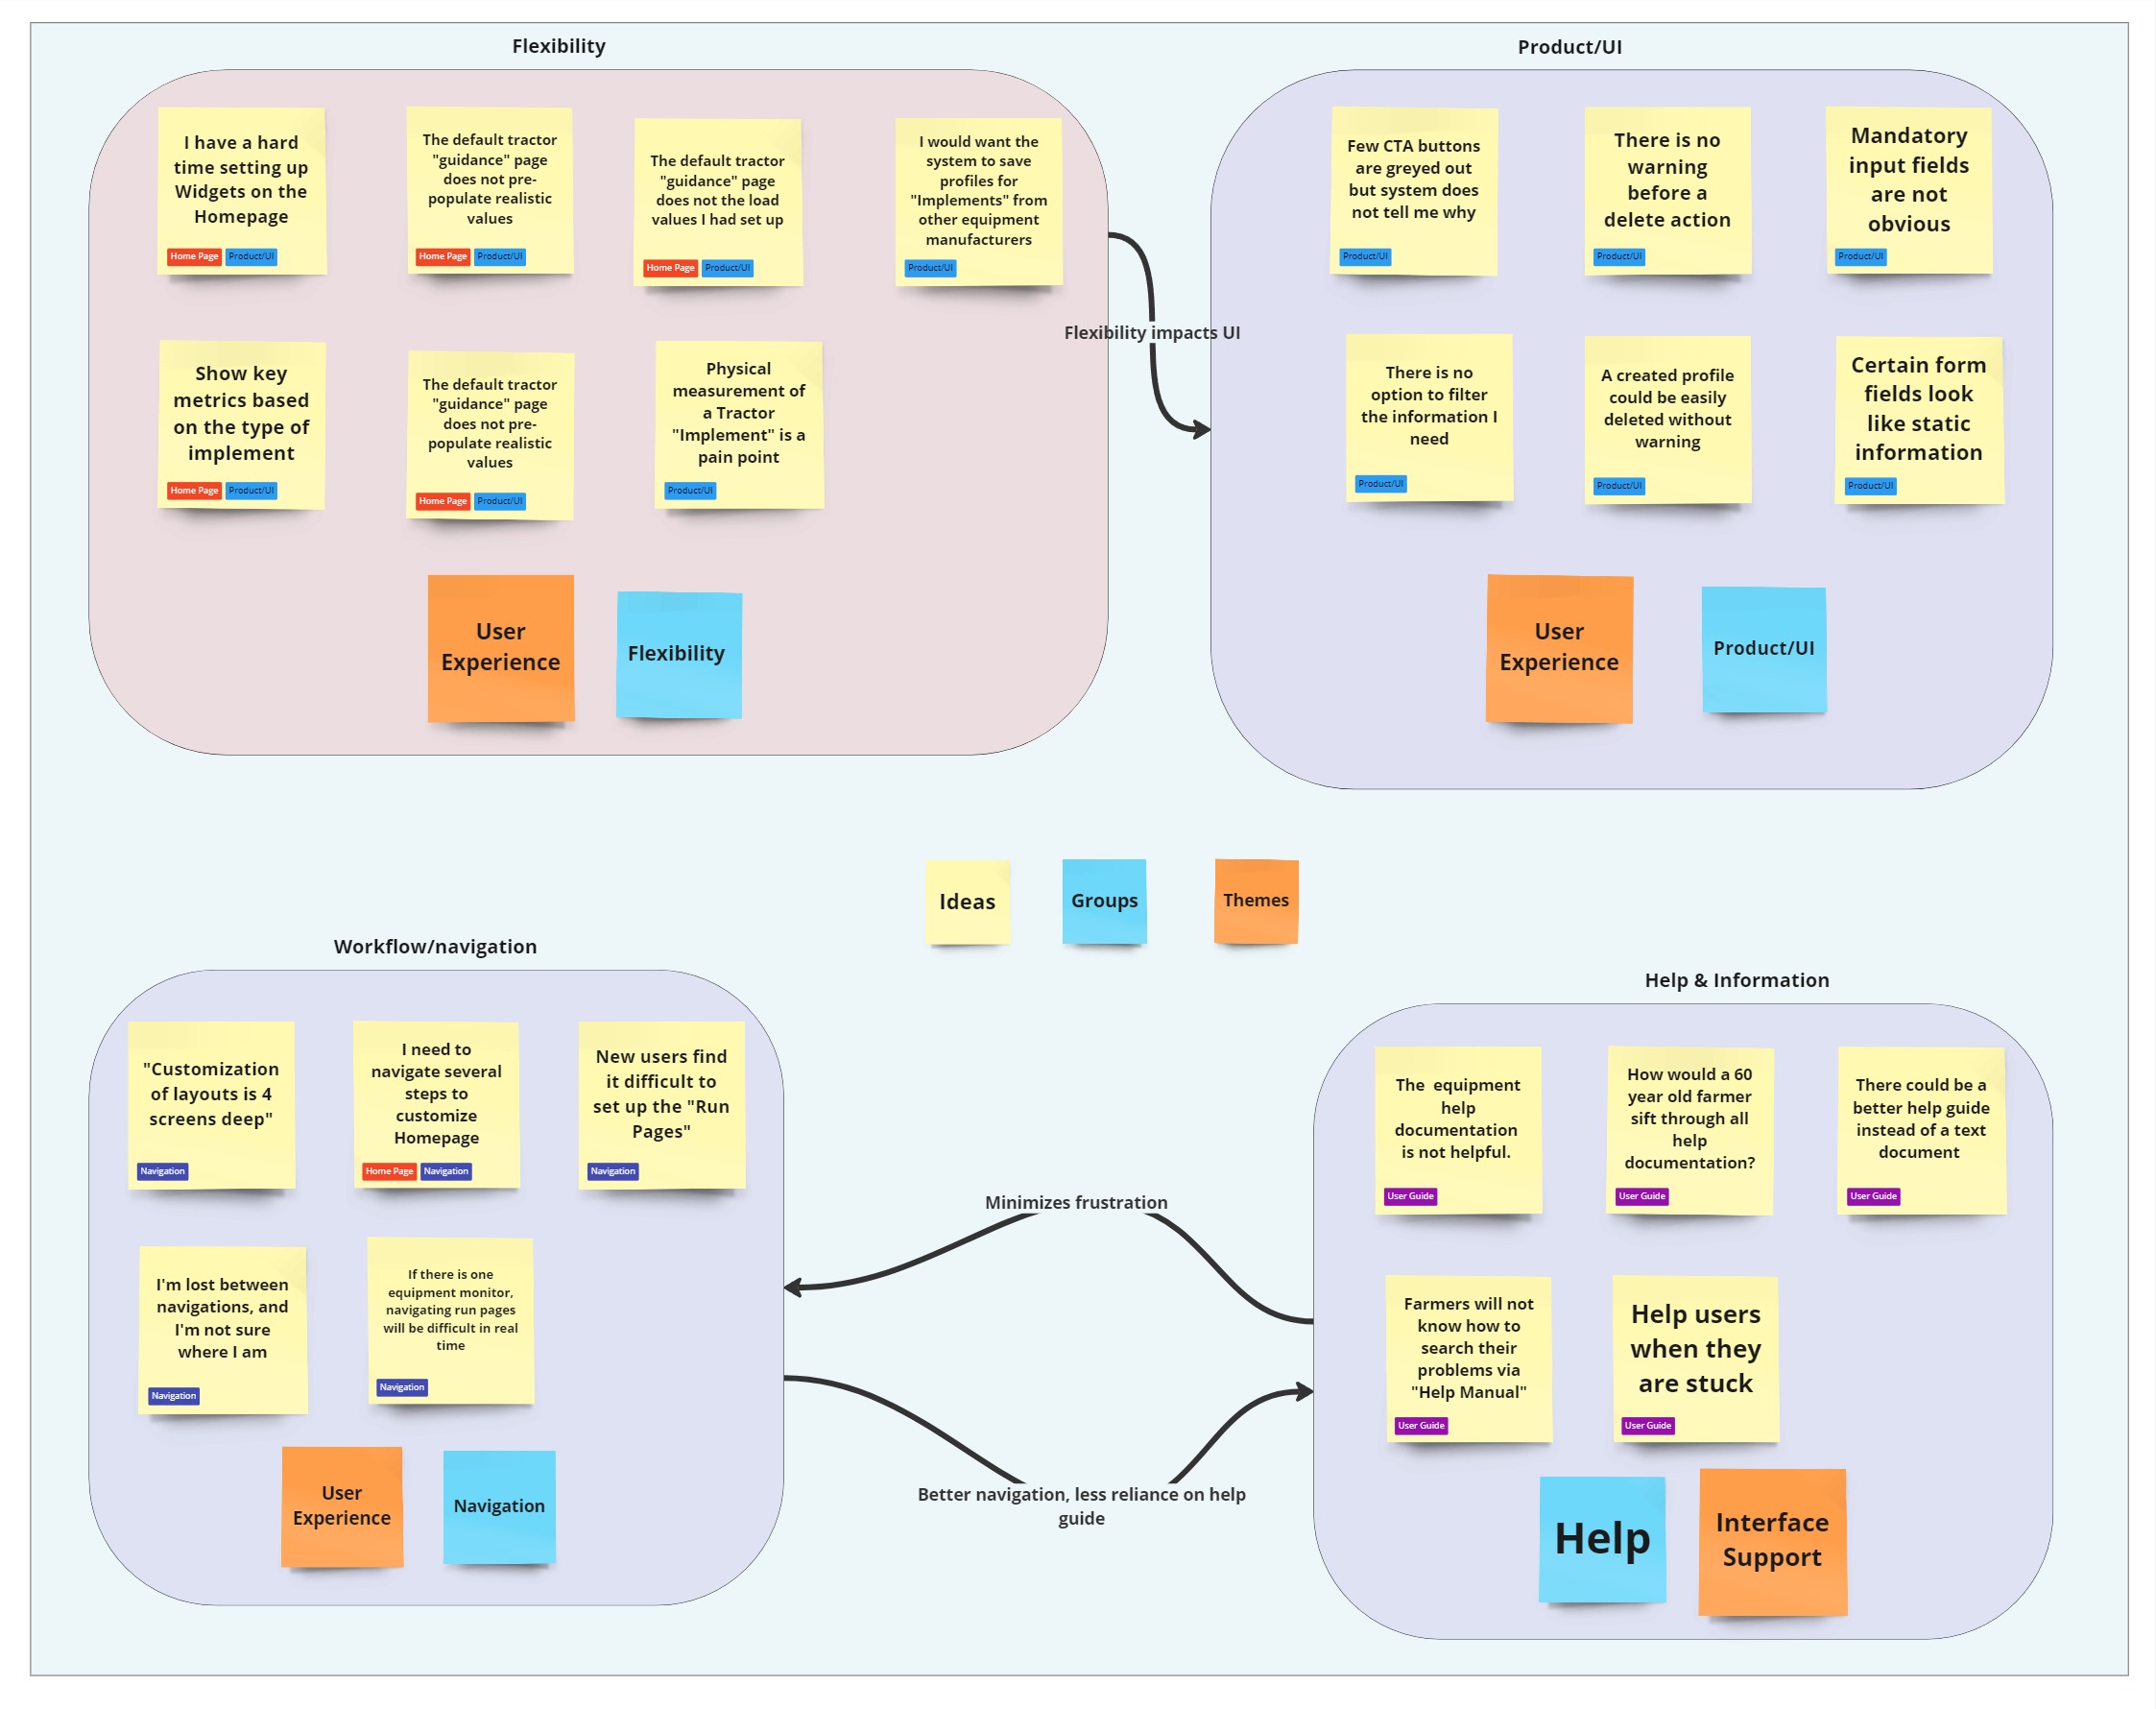 Flexibility
I have a hard
time setting up
Widgets on the
Homepage
Home Page Product/UI
The default tractor
"guidance" page
does not pre-
populate realistic
values
Home Page Product/UI
The default tractor
"guidance" page
does not the load
values I had set up
Home Page Product/UI
I would want the
system to save
profiles for
"Implements" from
other equipment
manufacturers
Product/UI
Show key
metrics based
on the type of
implement
Home Page Product/UI
The default tractor
"guidance" page
does not pre-
populate realistic
values
Home Page Product/UI
Physical
measurement of
a Tractor
"Implement" is a
pain point
Product/UI
User
Experience
Flexibility
Flexibility impacts UI
Product/UI
Few CTA buttons
are greyed out
but system does
not tell me why
Product/UI
There is no
warning
before a
delete action
Product/UI
Mandatory
input fields
are not
obvious
Product/UI
There is no
option to filter
the information I
need
Product/UI
A created profile
could be easily
deleted without
warning
Product/UI
Certain form
fields look
like static
information
Product/UI
User
Experience
Product/UI
Ideas
Groups
Themes
Workflow/navigation
"Customization
of layouts is 4
screens deep"
Navigation
I need to
navigate several
steps to
customize
Homepage
Home Page Navigation
New users find
it difficult to
set up the "Run
Pages"
Navigation
I'm lost between
navigations, and
I'm not sure
where I am
Navigation
If there is one
equipment monitor,
navigating run pages
will be difficult in real
time
Navigation
User
Experience
Navigation
Minimizes frustration
Better navigation, less reliance on help
guide
Help & Information
The equipment
help
documentation
is not helpful.
User Guide
How would a 60
year old farmer
sift through all
help
documentation?
User Guide
There could be a
better help guide
instead of a text
document
User Guide
Farmers will not
know how to
search their
problems via
"Help Manual"
User Guide
Help users
when they
are stuck
User Guide
Help
Interface
Support